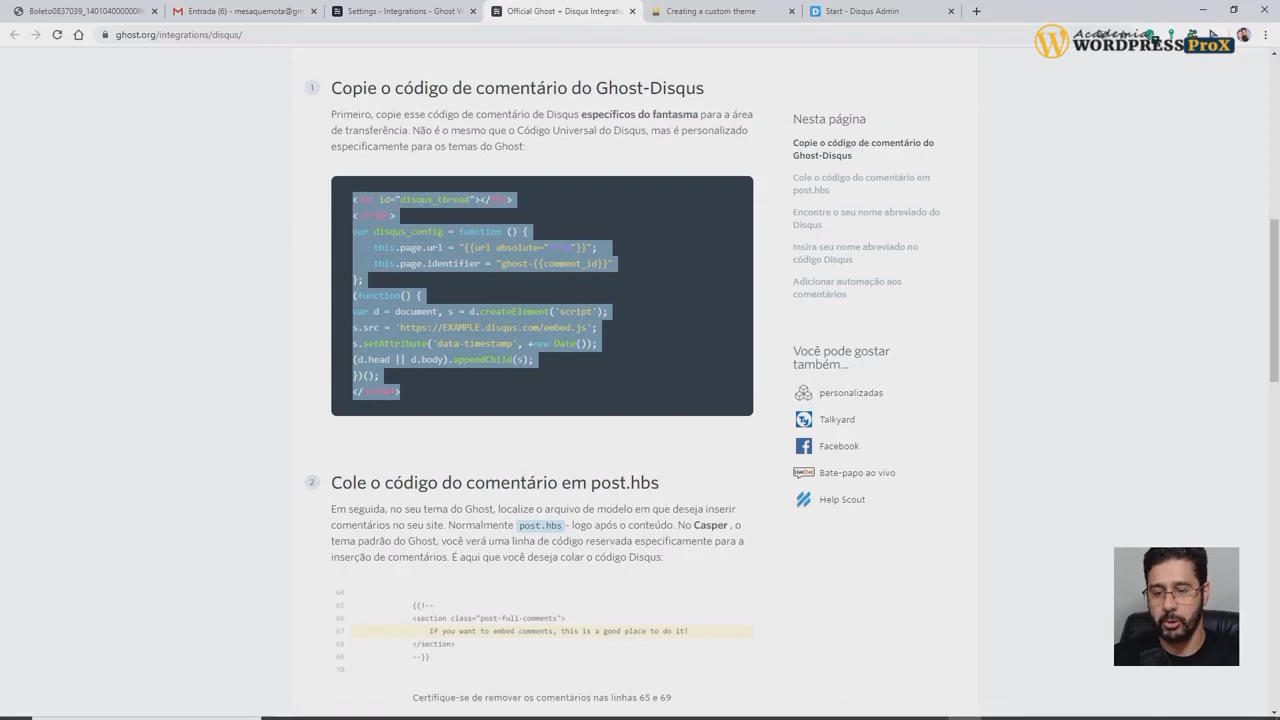 Boleto0837039_14010400000066
Entrada (6) - mesaquemota@gm
Settings - Integrations - Ghost W
Official Ghost + Disqus Integratio
Creating a custom theme
Start - Disqus Admin
ghost.org/integrations/disqus/
Academia
WORDPRESS ProX
1
Copie o código de comentário do Ghost-Disqus
Primeiro, copie esse código de comentário de Disqus específicos do fantasma para a área
de transferência. Não é o mesmo que o Código Universal do Disqus, mas é personalizado
especificamente para os temas do Ghost:
<div id="disqus_thread"></div>
<script>
var disqus_config = function () {
this.page.url = "{{url absolute="true"}}";
this.page.identifier = "ghost-{{comment_id}}"
};
(function() {
var d = document, s = d.createElement('script');
s.src = 'https://EXAMPLE.disqus.com/embed.js';
s.setAttribute('data-timestamp', +new Date());
(d.head || d.body).appendChild(s);
})();
</script>
2
Cole o código do comentário em post.hbs
Em seguida, no seu tema do Ghost, localize o arquivo de modelo em que deseja inserir
comentários no seu site. Normalmente post.hbs - logo após o conteúdo. No Casper , o
tema padrão do Ghost, você verá uma linha de código reservada especificamente para a
inserção de comentários. É aqui que você deseja colar o código Disqus:
64
65 {{!--
66 <section class="post-full-comments">
67 If you want to embed comments, this is a good place to do it!
68 </section>
69 --}}
70
Certifique-se de remover os comentários nas linhas 65 e 69
Nesta página
Copie o código de comentário do
Ghost-Disqus
Cole o código do comentário em
post.hbs
Encontre o seu nome abreviado do
Disqus
Insira seu nome abreviado no
código Disqus
Adicionar automação aos
comentários
Você pode gostar
também...
personalizadas
Talkyard
Facebook
Bate-papo ao vivo
Help Scout